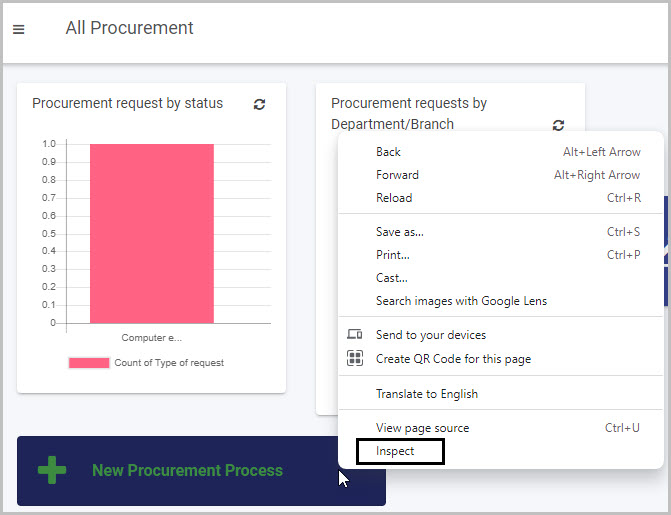 All Procurement
Procurement request by status
1.0
0.9
0.8
0.7
0.6
0.5
0.4
0.3
0.2
0.1
0
Computer e...
Count of Type of request
Procurement requests by
Department/Branch
Back Alt+Left Arrow
Forward Alt+Right Arrow
Reload Ctrl+R
Save as... Ctrl+S
Print... Ctrl+P
Cast...
Search images with Google Lens
Send to your devices
Create QR Code for this page
Translate to English
View page source Ctrl+U
Inspect
New Procurement Process